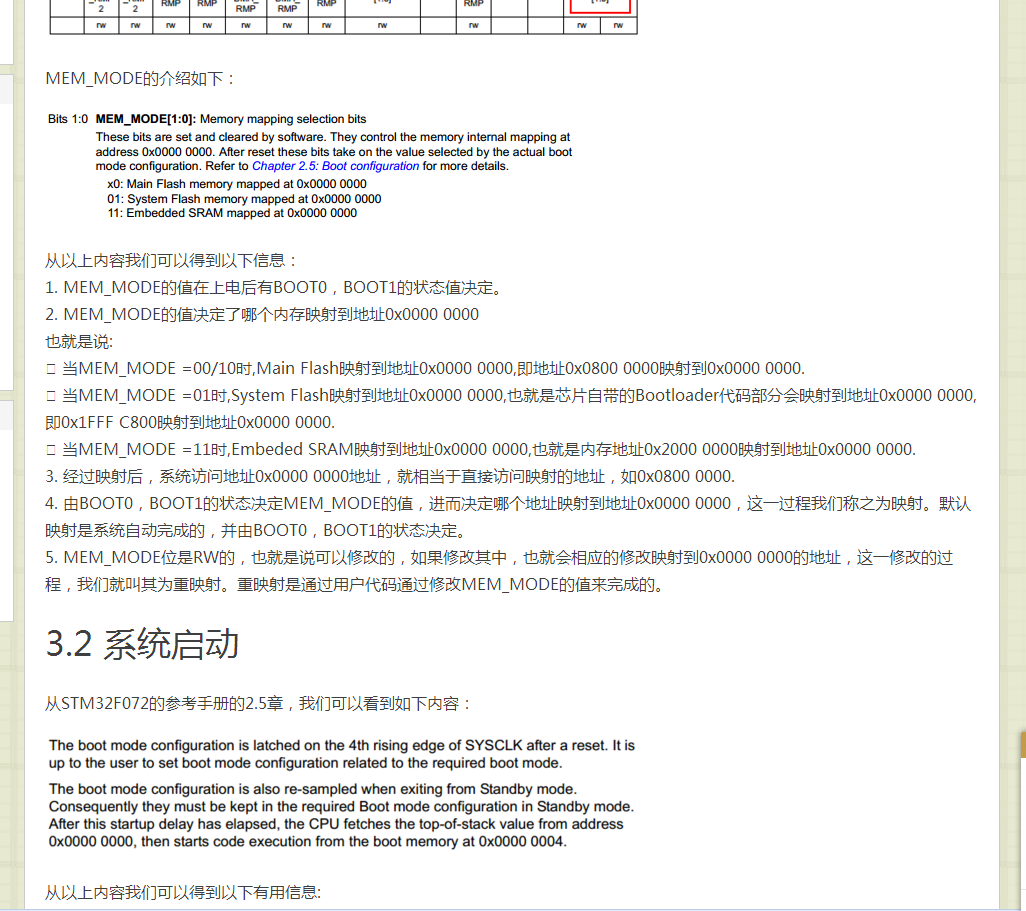 2 2 RMP RMP RMP RMP RMP [1:0] RMP
rw rw rw rw rw rw rw rw rw rw rw
MEM_MODE的介绍如下：
Bits 1:0 MEM_MODE[1:0]: Memory mapping selection bits
These bits are set and cleared by software. They control the memory internal mapping at
address 0x0000 0000. After reset these bits take on the value selected by the actual boot
mode configuration. Refer to Chapter 2.5: Boot configuration for more details.
x0: Main Flash memory mapped at 0x0000 0000
01: System Flash memory mapped at 0x0000 0000
11: Embedded SRAM mapped at 0x0000 0000
从以上内容我们可以得到以下信息：
1. MEM_MODE的值在上电后有BOOT0，BOOT1的状态值决定。
2. MEM_MODE的值决定了哪个内存映射到地址0x0000 0000
也就是说:
 当MEM_MODE =00/10时,Main Flash映射到地址0x0000 0000,即地址0x0800 0000映射到0x0000 0000.
 当MEM_MODE =01时,System Flash映射到地址0x0000 0000,也就是芯片自带的Bootloader代码部分会映射到地址0x0000 0000,
即0x1FFF C800映射到地址0x0000 0000.
 当MEM_MODE =11时,Embeded SRAM映射到地址0x0000 0000,也就是内存地址0x2000 0000映射到地址0x0000 0000.
3. 经过映射后，系统访问地址0x0000 0000地址，就相当于直接访问映射的地址，如0x0800 0000.
4. 由BOOT0，BOOT1的状态决定MEM_MODE的值，进而决定哪个地址映射到地址0x0000 0000，这一过程我们称之为映射。默认
映射是系统自动完成的，并由BOOT0，BOOT1的状态决定。
5. MEM_MODE位是RW的，也就是说可以修改的，如果修改其中，也就会相应的修改映射到0x0000 0000的地址，这一修改的过
程，我们就叫其为重映射。重映射是通过用户代码通过修改MEM_MODE的值来完成的。
3.2 系统启动
从STM32F072的参考手册的2.5章，我们可以看到如下内容：
The boot mode configuration is latched on the 4th rising edge of SYSCLK after a reset. It is
up to the user to set boot mode configuration related to the required boot mode.
The boot mode configuration is also re-sampled when exiting from Standby mode.
Consequently they must be kept in the required Boot mode configuration in Standby mode.
After this startup delay has elapsed, the CPU fetches the top-of-stack value from address
0x0000 0000, then starts code execution from the boot memory at 0x0000 0004.
从以上内容我们可以得到以下有用信息: